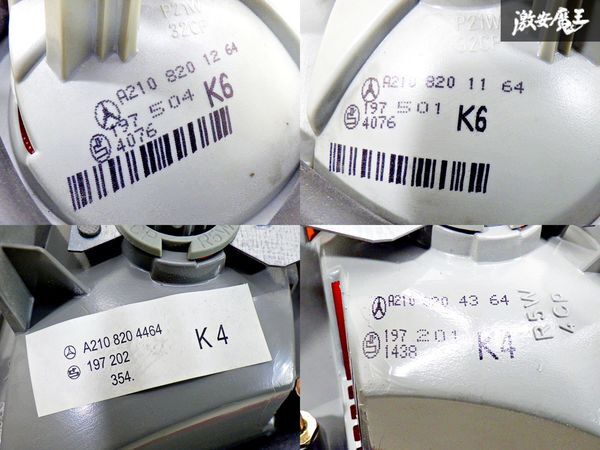 激安魔王
P21W
32CP
A210 820 12 64
197 504 K6
4076
P21W
32CP
A210 820 11 64
197 501 K6
4076
R5W
A210 820 4464 K4
197 202
354.
A210 820 43 64
197 201 K4
1438
R5W
4CP